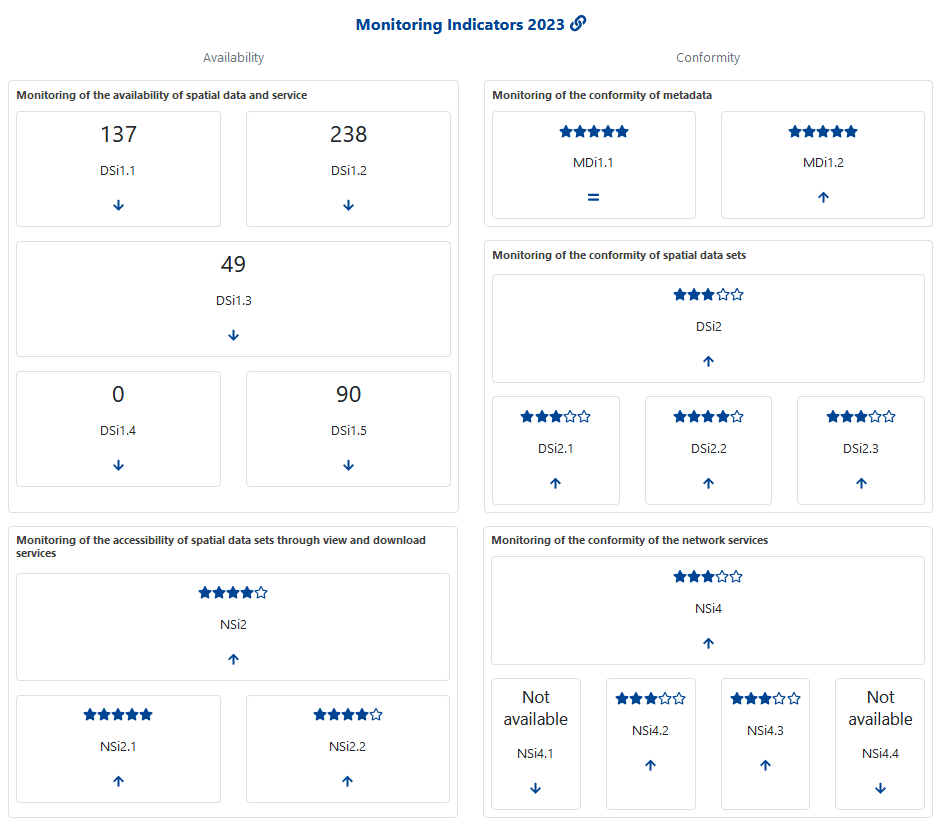 Monitoring Indicators 2023
Availability
Monitoring of the availability of spatial data and service
137
DSi1.1
238
DSi1.2
49
DSi1.3
0
DSi1.4
90
DSi1.5
Monitoring of the accessibility of spatial data sets through view and download
services
NSi2
NSi2.1
NSi2.2
Conformity
Monitoring of the conformity of metadata
MDi1.1
MDi1.2
Monitoring of the conformity of spatial data sets
DSi2
DSi2.1
DSi2.2
DSi2.3
Monitoring of the conformity of the network services
NSi4
Not
available
NSi4.1
NSi4.2
NSi4.3
Not
available
NSi4.4